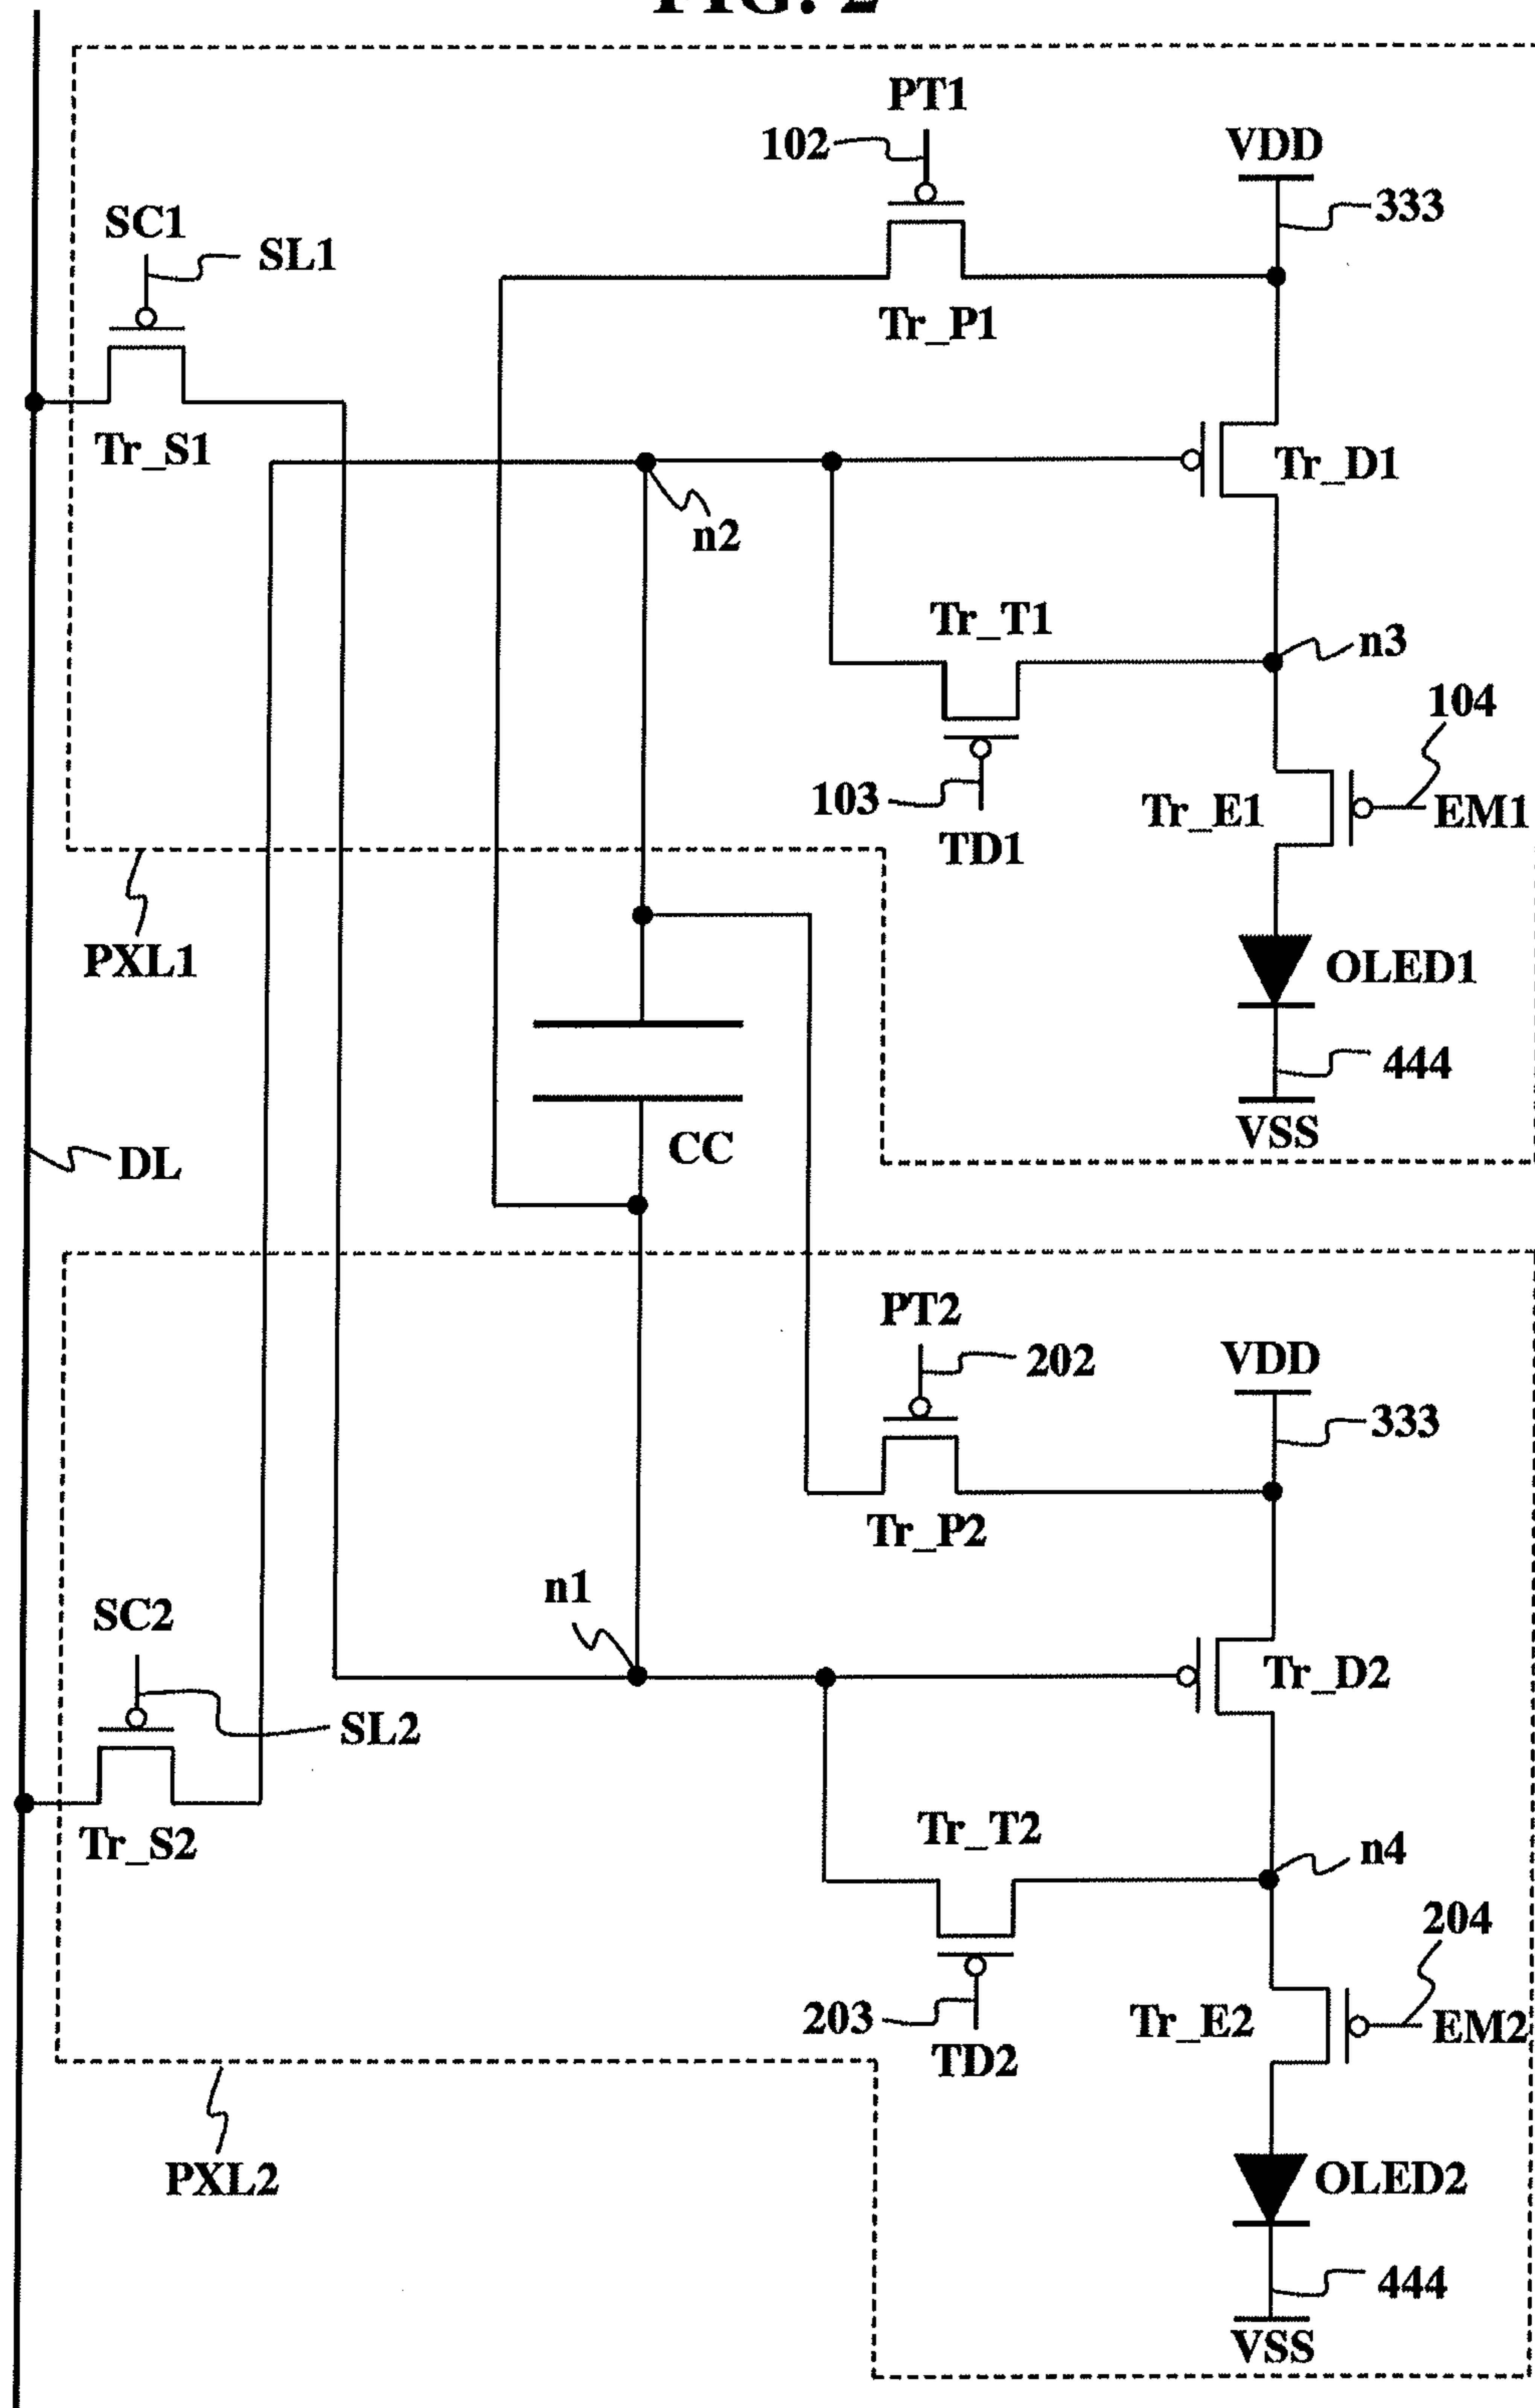 FIG. 2
PT1
102
VDD
333
SC1
SL1
Tr_P1
Tr_S1
Tr_D1
n2
Tr_T1
n3
104
103
Tr_E1
EM1
TD1
PXL1
OLED1
444
CC
VSS
DL
PT2
202
VDD
333
Tr_P2
n1
SC2
Tr_D2
SL2
Tr_T2
Tr_S2
n4
204
203
Tr_E2
EM2
TD2
PXL2
OLED2
444
VSS